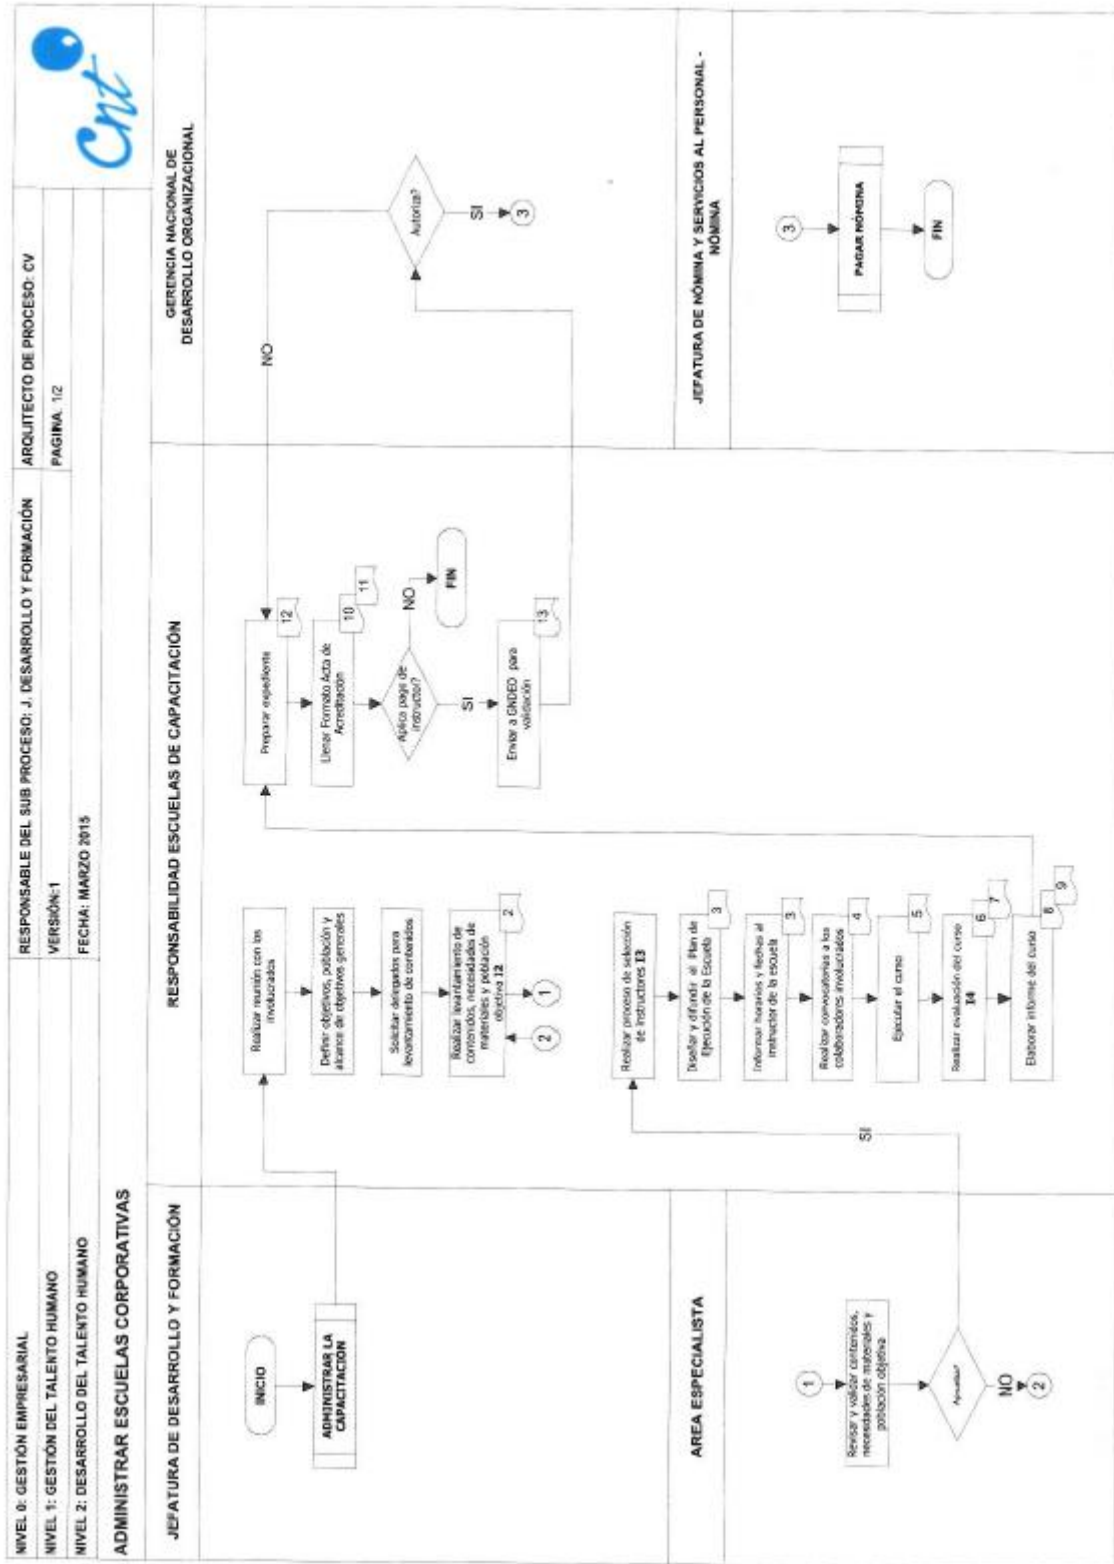 NIVEL 0: GESTIÓN EMPRESARIAL
RESPONSABLE DEL SUB PROCESO: J. DESARROLLO Y FORMACIÓN
ARQUITECTO DE PROCESO: CV
NIVEL 1: GESTIÓN DEL TALENTO HUMANO
VERSIÓN:1
PAGINA: 1/2
NIVEL 2: DESARROLLO DEL TALENTO HUMANO
FECHA: MARZO 2015
Cnt
ADMINISTRAR ESCUELAS CORPORATIVAS
JEFATURA DE DESARROLLO Y FORMACIÓN
INICIO
ADMINISTRAR LA
CAPACITACION
AREA ESPECIALISTA
1
Revisar y validar contenidos,
necesidades de materiales y
población objetiva
Aprueba?
SI
NO
2
RESPONSABILIDAD ESCUELAS DE CAPACITACIÓN
Realizar reunión con los
involucrados
Definir objetivos, población y
alcance de objetivos generales
Solicitar delegados para
levantamiento de contenidos
Realizar levantamiento de
contenidos, necesidades de
materiales y población
objetiva I2
2
2
1
Realizar proceso de selección
de instructores I3
Diseñar y difundir al Plan de
Ejecución de la Escuela
3
Informar horarios y fechas al
instructor de la escuela
3
Realizar convocatorias a los
colaboradores involucrados
4
Ejecutar el curso
5
Realizar evaluación del curso
I4
6
7
Elaborar informe del curso
8
9
Preparar expediente
12
Llenar Formato Acta de
Acreditación
10
11
Aplica pago de
instructor?
NO
FIN
SI
Enviar a GNDEO para
validación
13
GERENCIA NACIONAL DE
DESARROLLO ORGANIZACIONAL
NO
Autoriza?
SI
3
JEFATURA DE NÓMINA Y SERVICIOS AL PERSONAL -
NÓMINA
3
PAGAR NÓMINA
FIN